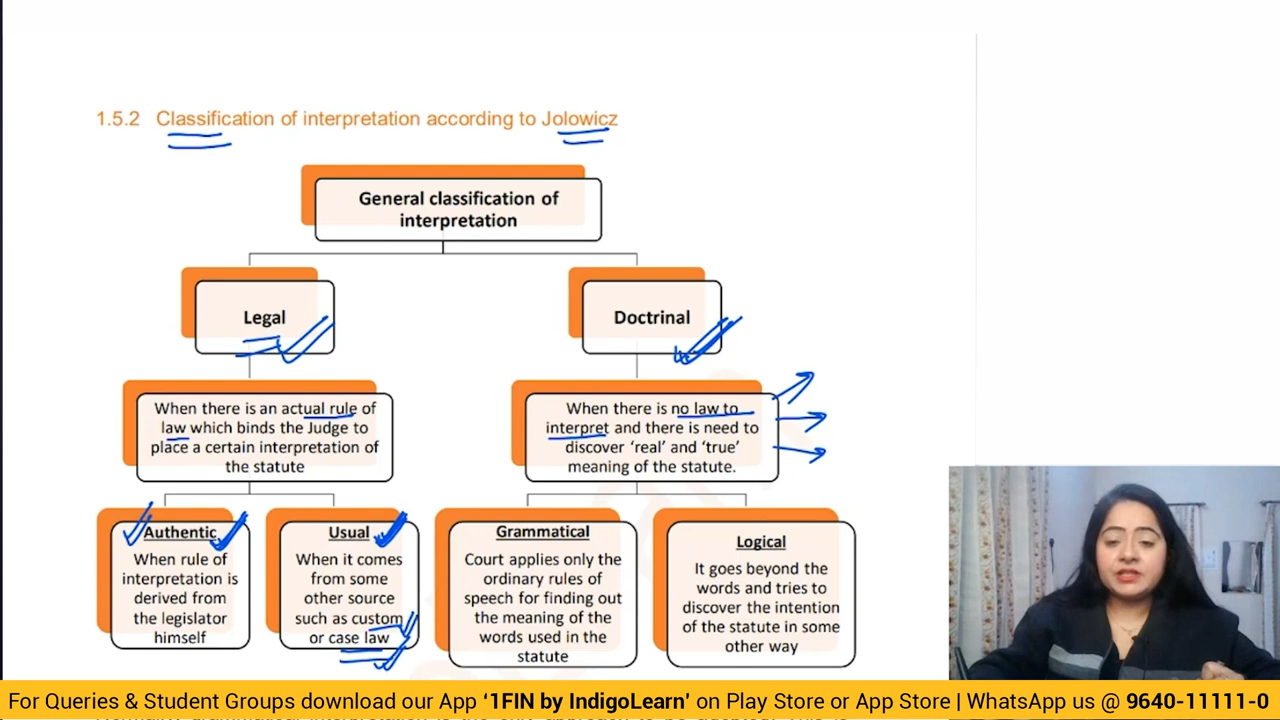 1.5.2 Classification of interpretation according to Jolowicz
General classification of
interpretation
Legal
Doctrinal
When there is an actual rule of
law which binds the Judge to
place a certain interpretation of
the statute
When there is no law to
interpret and there is need to
discover ‘real’ and ‘true’
meaning of the statute.
Authentic
When rule of
interpretation is
derived from
the legislator
himself
Usual
When it comes
from some
other source
such as custom
or case law
Grammatical
Court applies only the
ordinary rules of
speech for finding out
the meaning of the
words used in the
statute
Logical
It goes beyond the
words and tries to
discover the intention
of the statute in some
other way
For Queries & Student Groups download our App ‘1FIN by IndigoLearn’ on Play Store or App Store | WhatsApp us @ 9640-11111-0